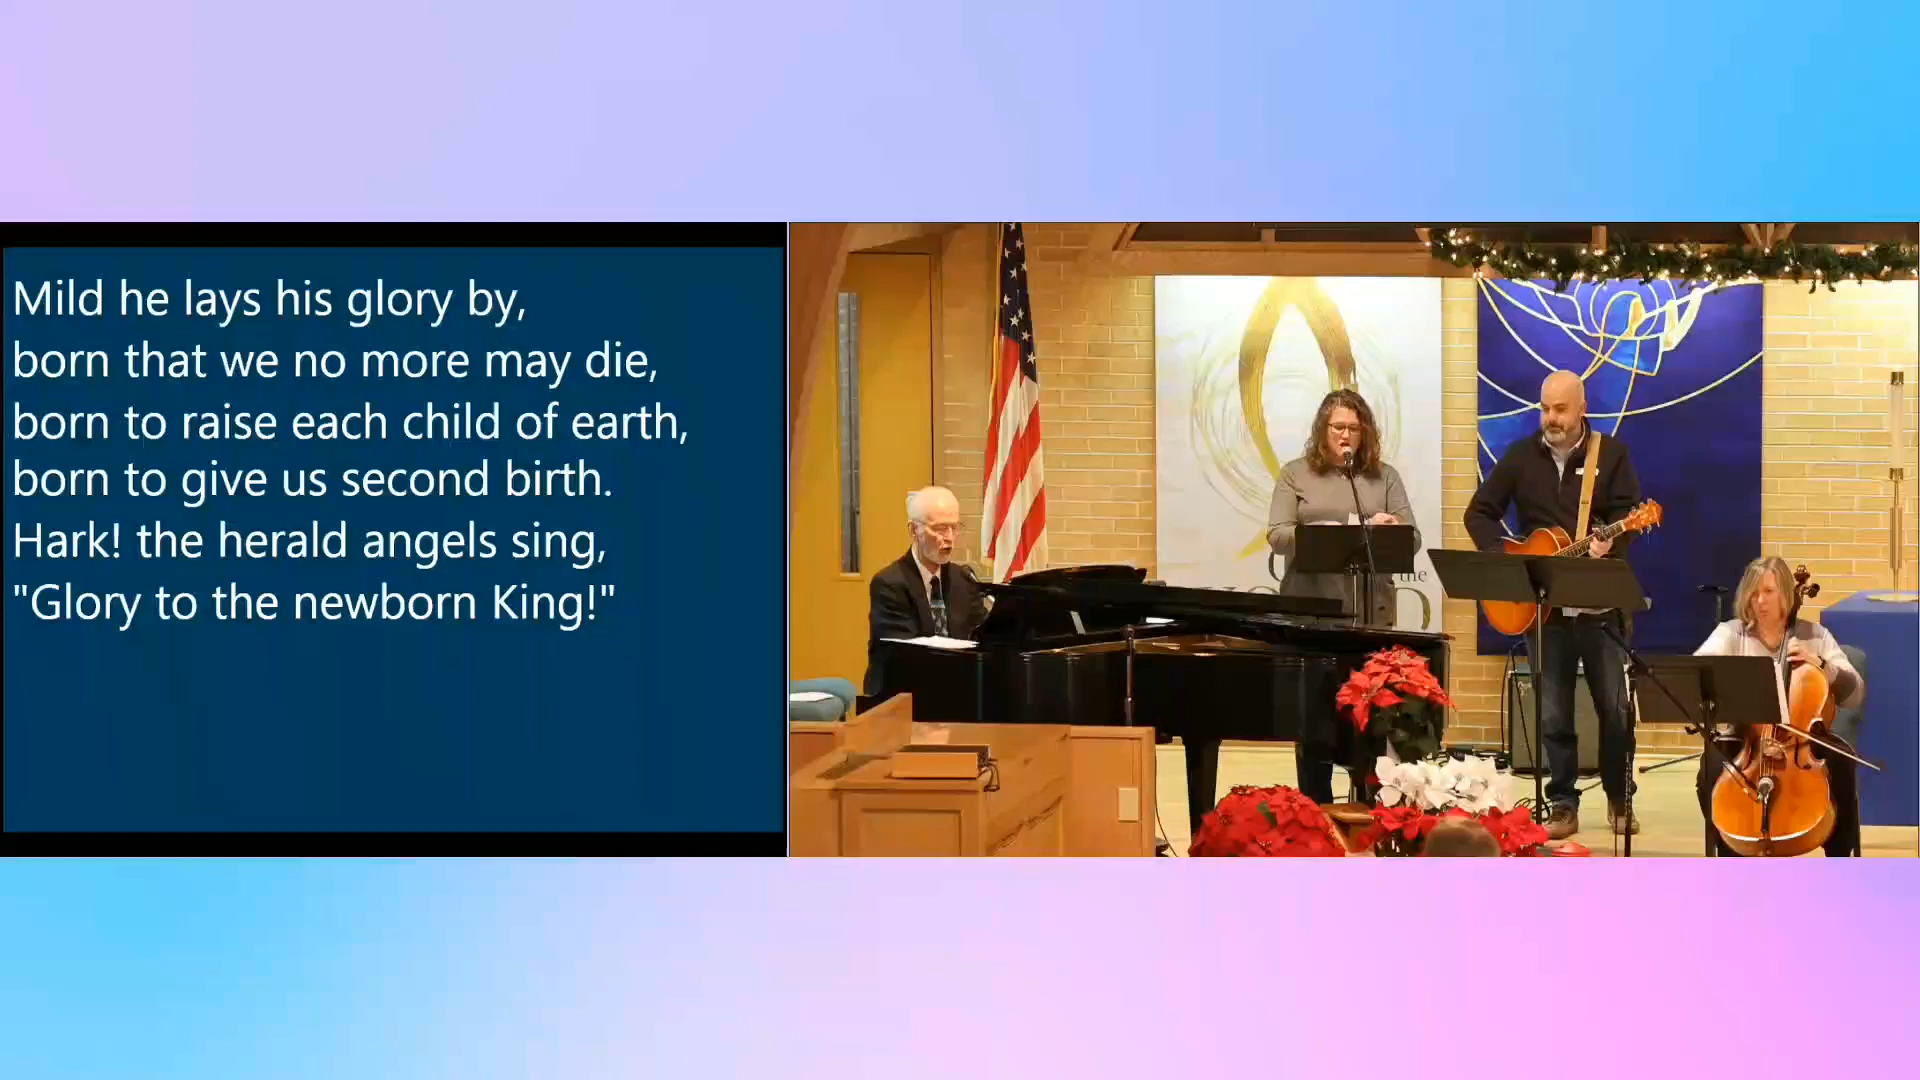 Mild he lays his glory by,
born that we no more may die,
born to raise each child of earth,
born to give us second birth.
Hark! the herald angels sing,
"Glory to the newborn King!"
the